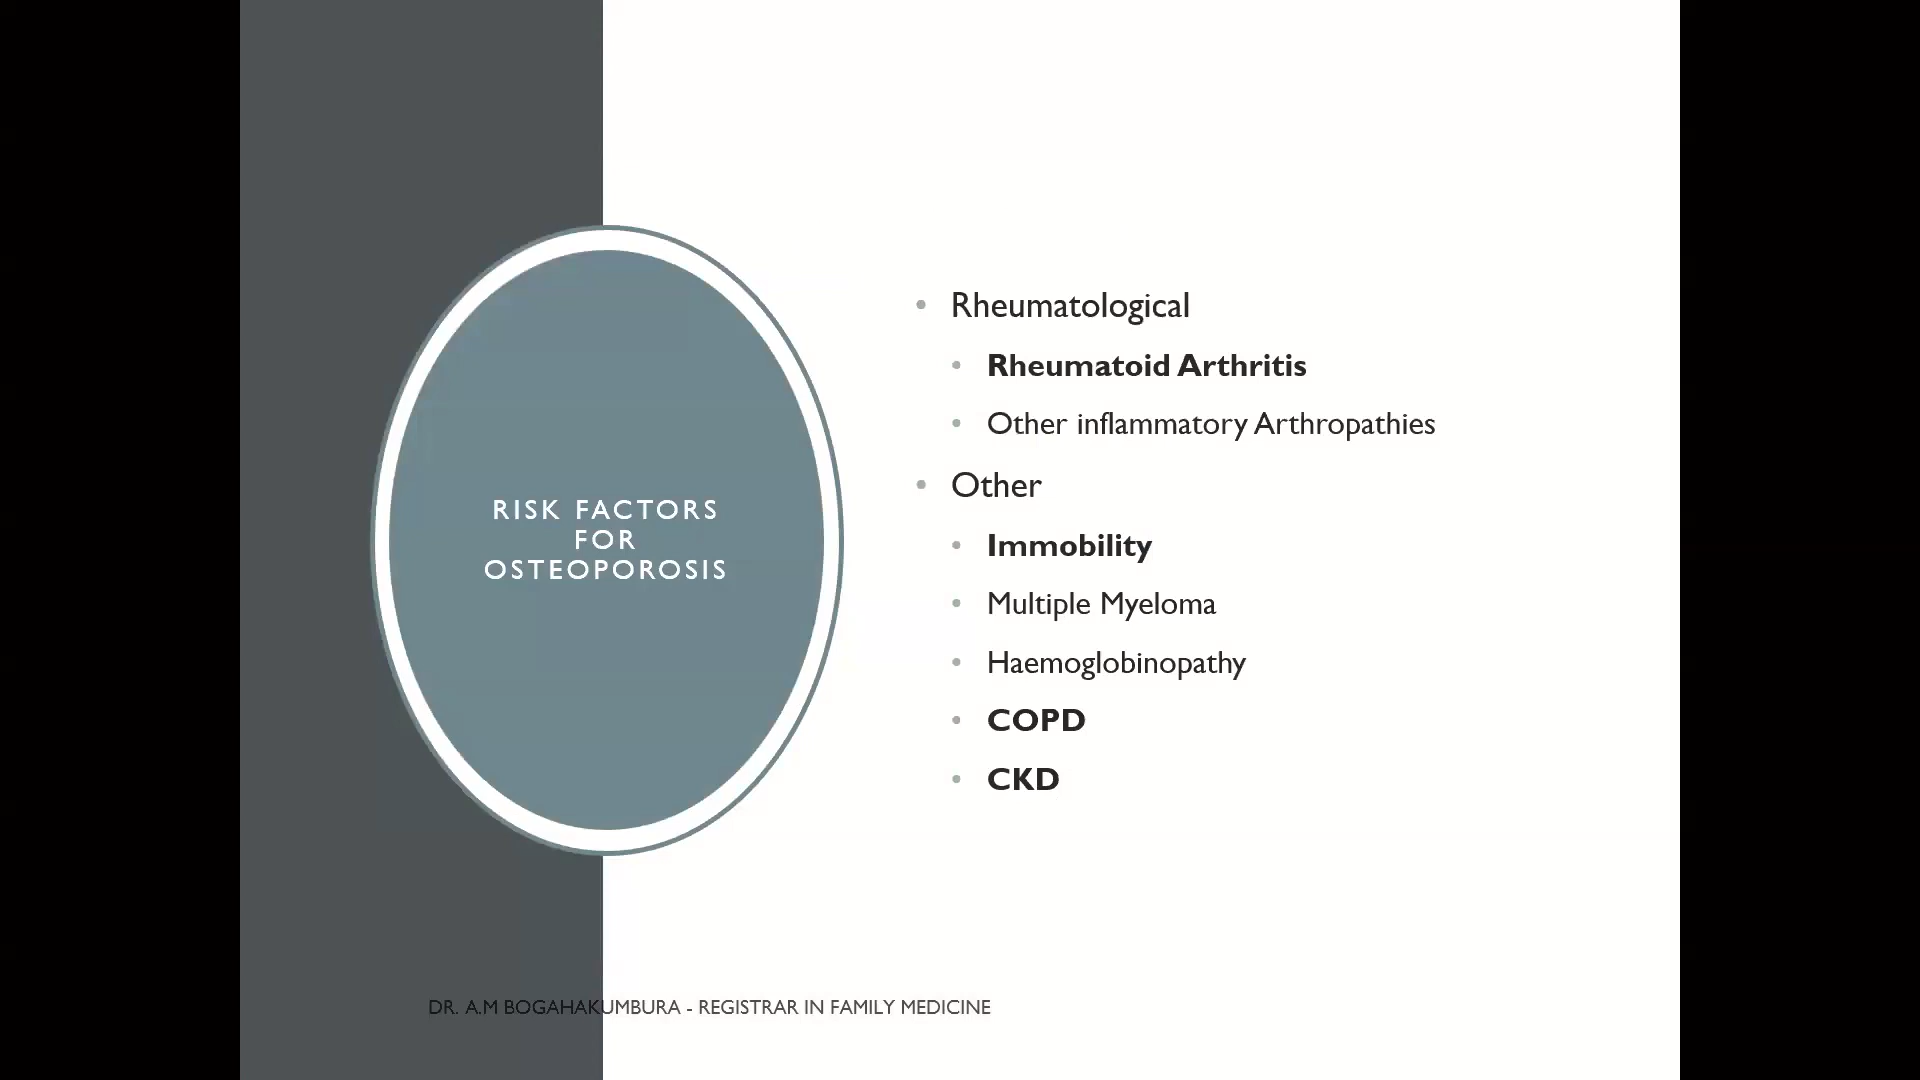 RISK FACTORS
FOR
OSTEOPOROSIS
• Rheumatological
• Rheumatoid Arthritis
• Other inflammatory Arthropathies
• Other
• Immobility
• Multiple Myeloma
• Haemoglobinopathy
• COPD
• CKD
DR. A.M BOGAHAKUMBURA - REGISTRAR IN FAMILY MEDICINE